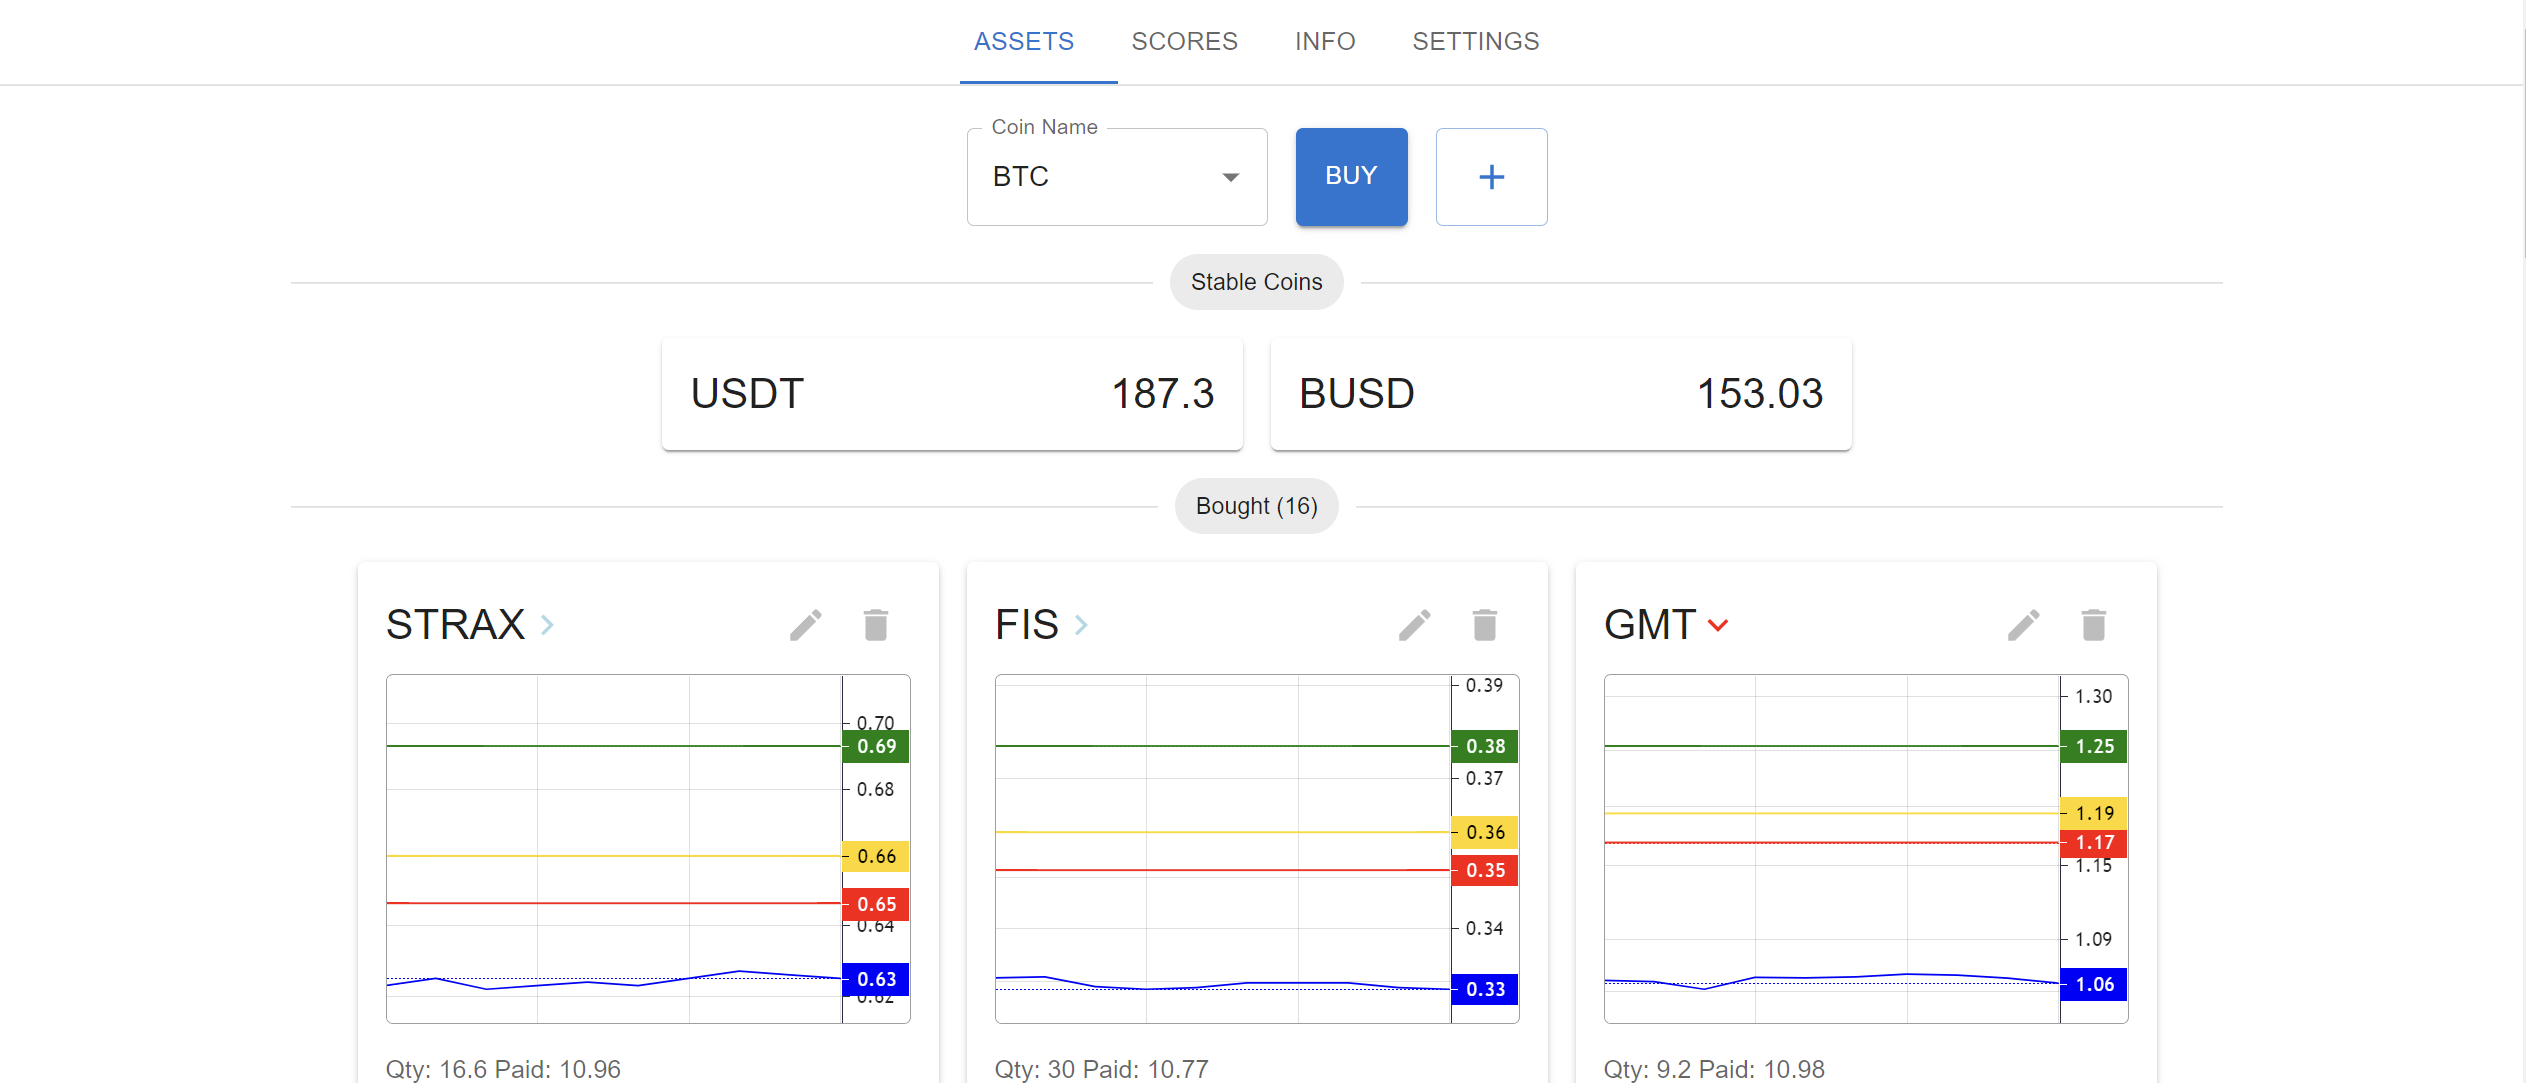 ASSETS SCORES INFO SETTINGS
Coin Name
BTC
BUY
+
Stable Coins
USDT 187.3
BUSD 153.03
Bought (16)
STRAX
0.70
0.69
0.68
0.66
0.65
0.64
0.63
0.62
Qty: 16.6 Paid: 10.96
FIS
0.39
0.38
0.37
0.36
0.35
0.34
0.33
Qty: 30 Paid: 10.77
GMT
1.30
1.25
1.19
1.17
1.15
1.09
1.06
Qty: 9.2 Paid: 10.98